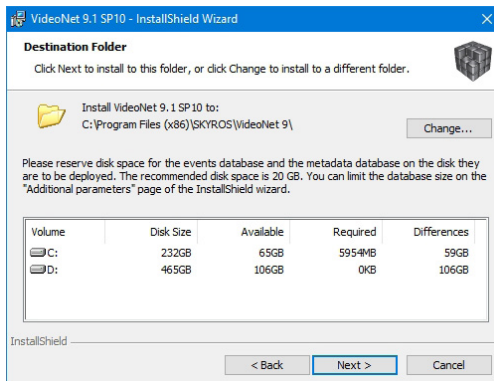 VideoNet 9.1 SP10 - InstallShield Wizard
Destination Folder
Click Next to install to this folder, or click Change to install to a different folder.
Install VideoNet 9.1 SP10 to:
C:\Program Files (x86)\SKYROS\VideoNet 9\
Change...
Please reserve disk space for the events database and the metadata database on the disk they
are to be deployed. The recommended disk space is 20 GB. You can limit the database size on the
"Additional parameters" page of the InstallShield wizard.
Volume Disk Size Available Required Differences
C: 232GB 65GB 5954MB 59GB
D: 465GB 106GB 0KB 106GB
InstallShield
< Back Next > Cancel